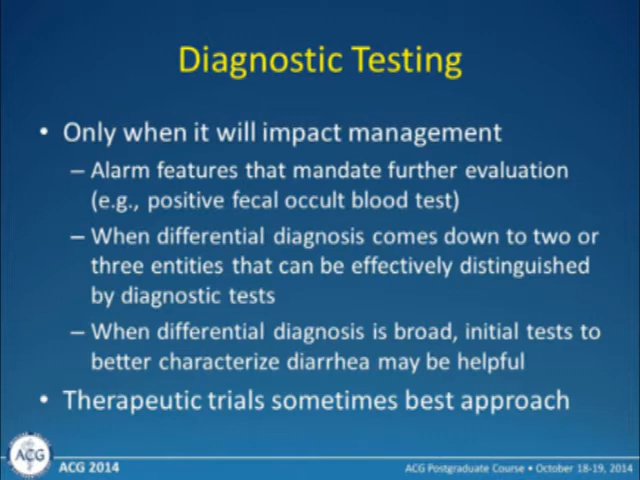 Diagnostic Testing
• Only when it will impact management
– Alarm features that mandate further evaluation
(e.g., positive fecal occult blood test)
– When differential diagnosis comes down to two or
three entities that can be effectively distinguished
by diagnostic tests
– When differential diagnosis is broad, initial tests to
better characterize diarrhea may be helpful
• Therapeutic trials sometimes best approach
ACG
ACG 2014
ACG Postgraduate Course • October 18-19, 2014